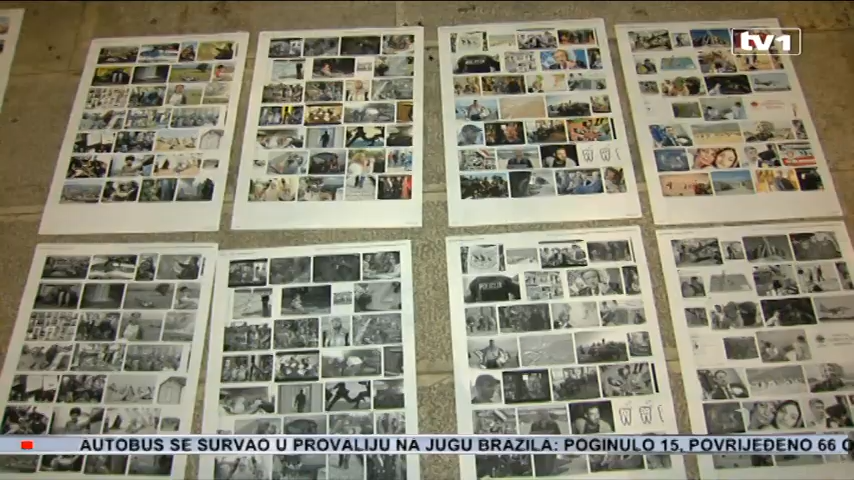 tv1
POLICIJA
AUTOBUS SE SURVAO U PROVALIJU NA JUGU BRAZILA: POGINULO 15, POVRIJEĐENO 66 O